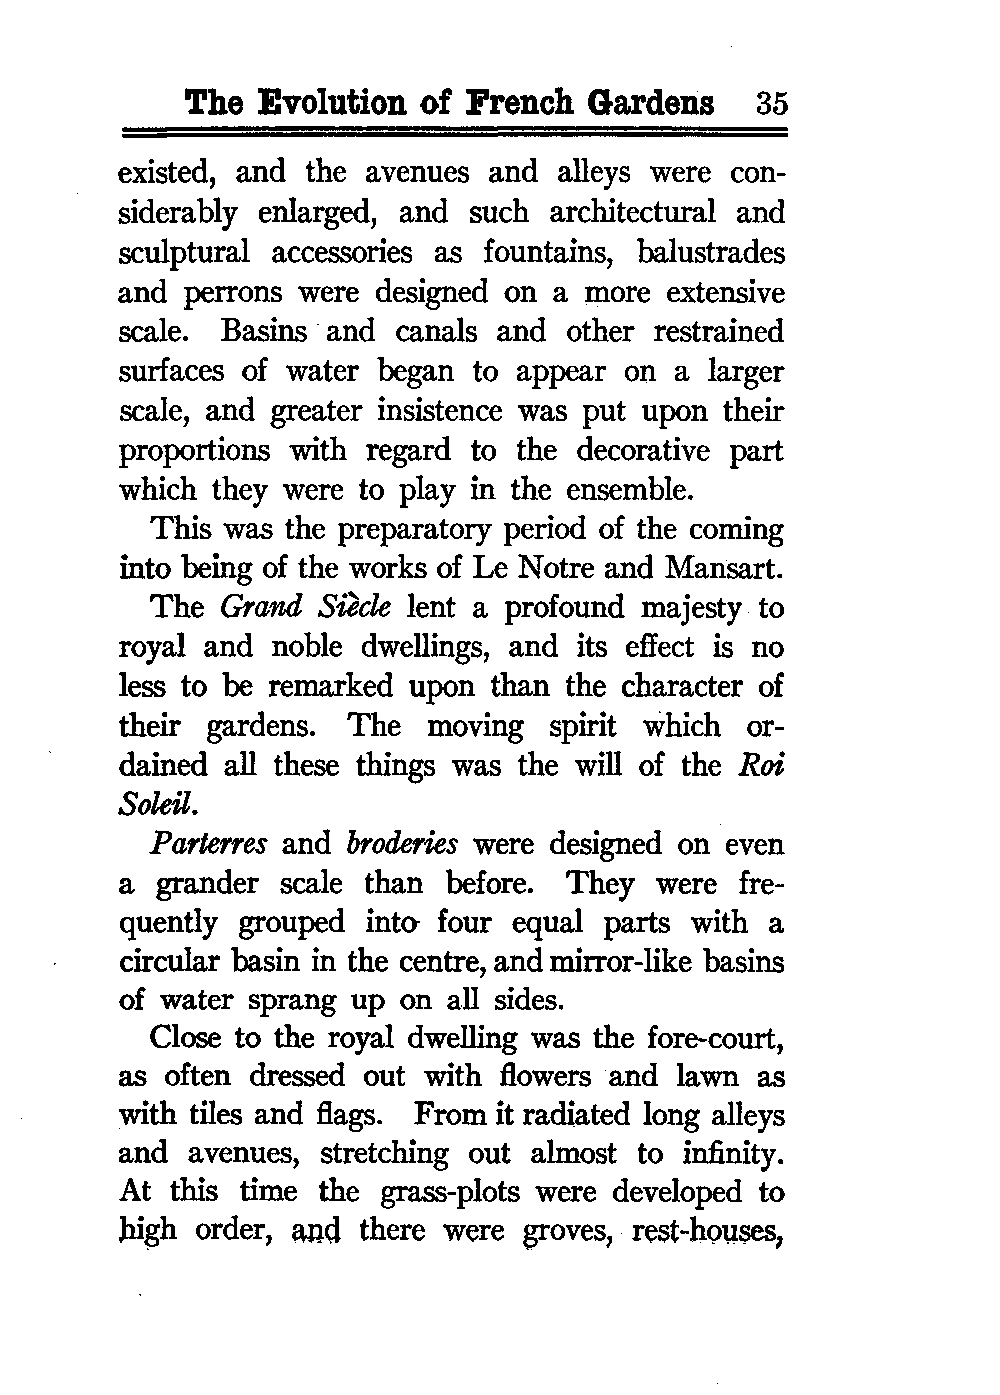 The Evolution of French Gardens 35
existed, and the avenues and alleys were con-
siderably enlarged, and such architectural and
sculptural accessories as fountains, balustrades
and perrons were designed on a more extensive
scale. Basins and canals and other restrained
surfaces of water began to appear on a larger
scale, and greater insistence was put upon their
proportions with regard to the decorative part
which they were to play in the ensemble.
This was the preparatory period of the coming
into being of the works of Le Notre and Mansart.
The Grand Siècle lent a profound majesty to
royal and noble dwellings, and its effect is no
less to be remarked upon than the character of
their gardens. The moving spirit which or-
dained all these things was the will of the Roi
Soleil.
Parterres and broderies were designed on even
a grander scale than before. They were fre-
quently grouped into four equal parts with a
circular basin in the centre, and mirror-like basins
of water sprang up on all sides.
Close to the royal dwelling was the fore-court,
as often dressed out with flowers and lawn as
with tiles and flags. From it radiated long alleys
and avenues, stretching out almost to infinity.
At this time the grass-plots were developed to
high order, and there were groves, rest-houses,